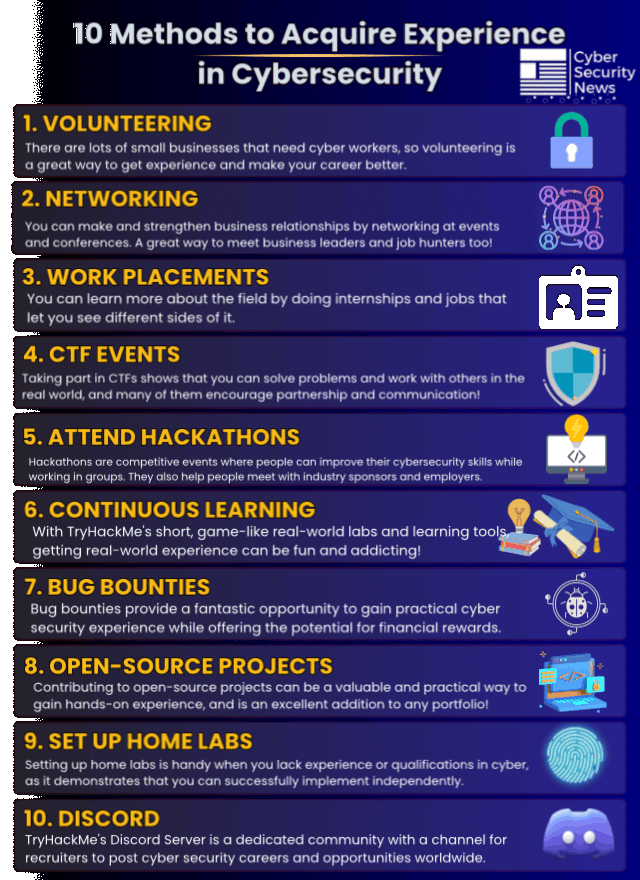 10 Methods to Acquire Experience
in Cybersecurity
Cyber
Security
News
1. VOLUNTEERING
There are lots of small businesses that need cyber workers, so volunteering is
a great way to get experience and make your career better.
2. NETWORKING
You can make and strengthen business relationships by networking at events
and conferences. A great way to meet business leaders and job hunters too!
3. WORK PLACEMENTS
You can learn more about the field by doing internships and jobs that
let you see different sides of it.
4. CTF EVENTS
Taking part in CTFs shows that you can solve problems and work with others in the
real world, and many of them encourage partnership and communication!
5. ATTEND HACKATHONS
Hackathons are competitive events where people can improve their cybersecurity skills while
working in groups. They also help people meet with industry sponsors and employers.
6. CONTINUOUS LEARNING
With TryHackMe's short, game-like real-world labs and learning tools,
getting real-world experience can be fun and addicting!
7. BUG BOUNTIES
Bug bounties provide a fantastic opportunity to gain practical cyber
security experience while offering the potential for financial rewards.
8. OPEN-SOURCE PROJECTS
Contributing to open-source projects can be a valuable and practical way to
gain hands-on experience, and is an excellent addition to any portfolio!
9. SET UP HOME LABS
Setting up home labs is handy when you lack experience or qualifications in cyber,
as it demonstrates that you can successfully implement independently.
10. DISCORD
TryHackMe's Discord Server is a dedicated community with a channel for
recruiters to post cyber security careers and opportunities worldwide.